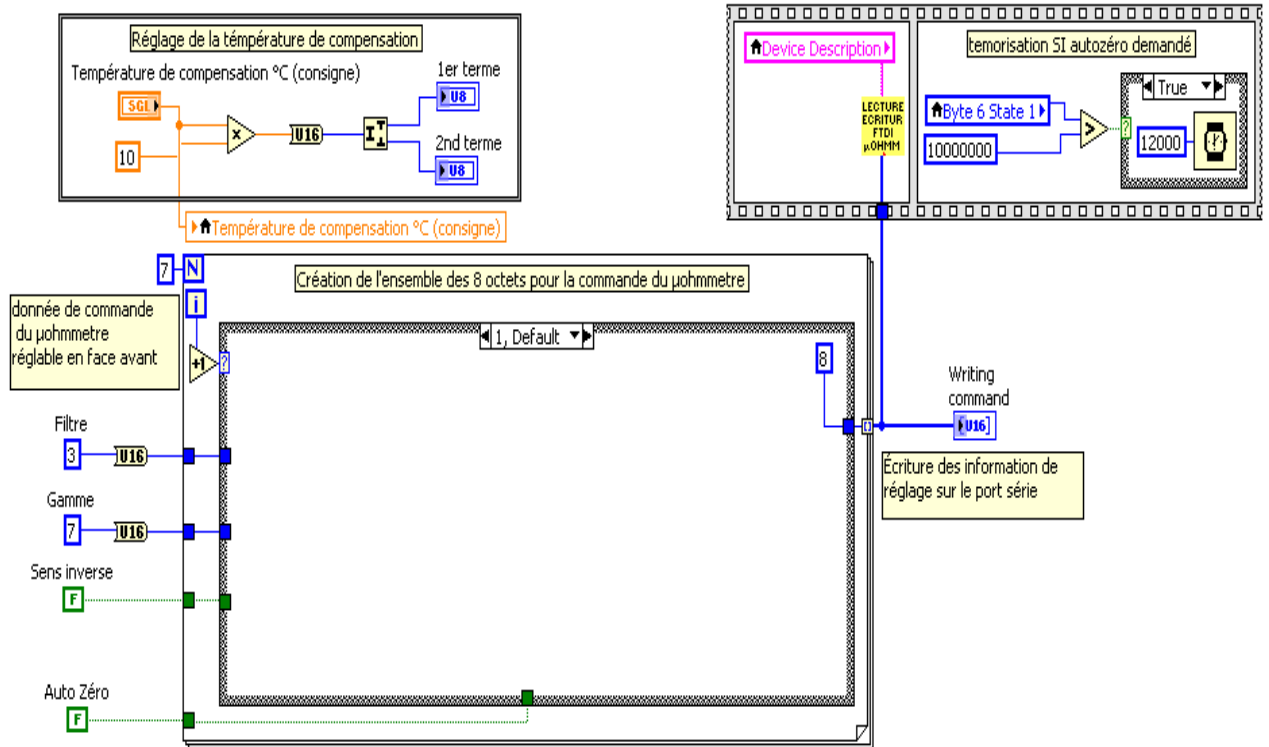 Réglage de la témpérature de compensation
Température de compensation °C (consigne)
SGL
10
x
U16
1er terme
U8
2nd terme
U8
Température de compensation °C (consigne)
Device Description
LECTURE
ECRITUR
FTDI
µOHMM
temorisation SI autozéro demandé
Byte 6 State 1
10000000
>
?
True
12000
7
N
i
Création de l'ensemble des 8 octets pour la commande du µohmmetre
donnée de commande
du µohmmetre
réglable en face avant
+1
?
1, Default
8
Filtre
3
U16
Gamme
7
U16
Sens inverse
F
Auto Zéro
F
Writing
command
[U16]
Écriture des information de
réglage sur le port série